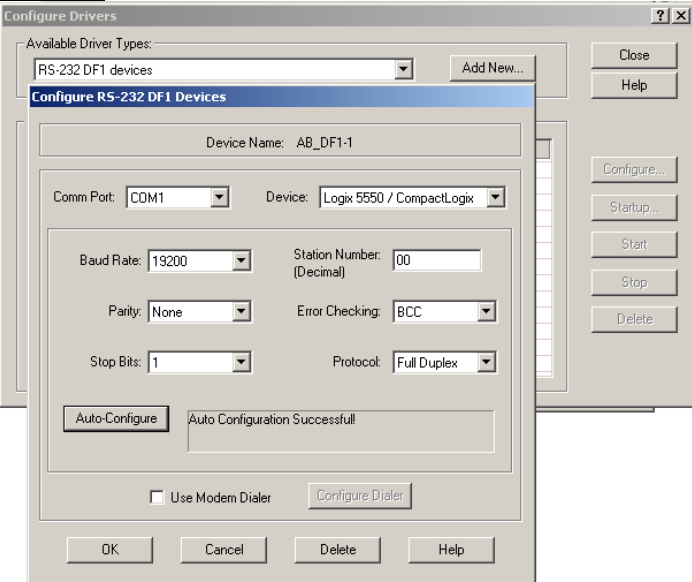 Configure Drivers
Available Driver Types:
RS-232 DF1 devices
Add New...
Close
Help
Configure RS-232 DF1 Devices
Device Name: AB_DF1-1
Comm Port: COM1 Device: Logix 5550 / CompactLogix
Baud Rate: 19200 Station Number: 00
(Decimal)
Parity: None Error Checking: BCC
Stop Bits: 1 Protocol: Full Duplex
Auto-Configure Auto Configuration Successful!
Use Modem Dialer Configure Dialer
OK Cancel Delete Help
Configure...
Startup...
Start
Stop
Delete